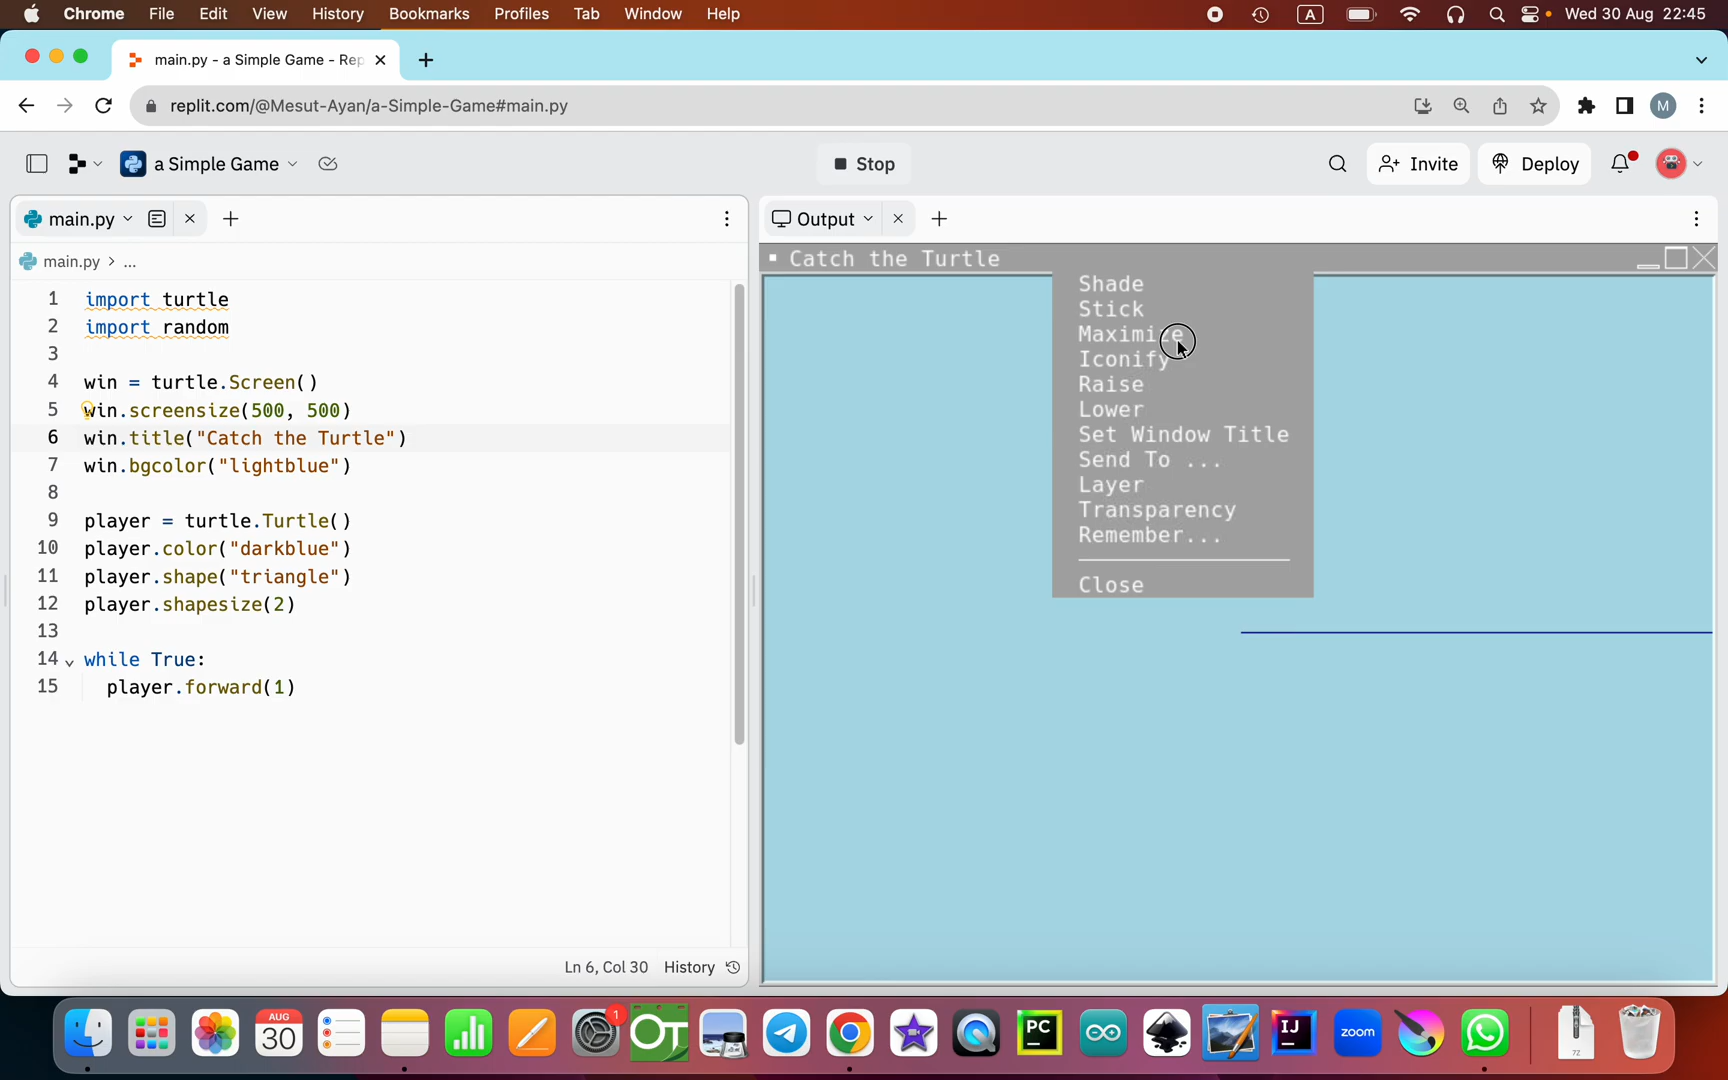 Chrome File Edit View History Bookmarks Profiles Tab Window Help A Wed 30 Aug 22:45
main.py - a Simple Game - Rep
replit.com/@Mesut-Ayan/a-Simple-Game#main.py M
a Simple Game Stop Invite Deploy
main.py Output
main.py > ... Catch the Turtle
1 import turtle
2 import random
3
4 win = turtle.Screen()
5 win.screensize(500, 500)
6 win.title("Catch the Turtle")
7 win.bgcolor("lightblue")
8
9 player = turtle.Turtle()
10 player.color("darkblue")
11 player.shape("triangle")
12 player.shapesize(2)
13
14 while True:
15 player.forward(1)
Ln 6, Col 30 History
Shade
Stick
Maximize
Iconify
Raise
Lower
Set Window Title
Send To ...
Layer
Transparency
Remember...
Close
AUG
30
1
OT
PC
IJ
zoom
7Z